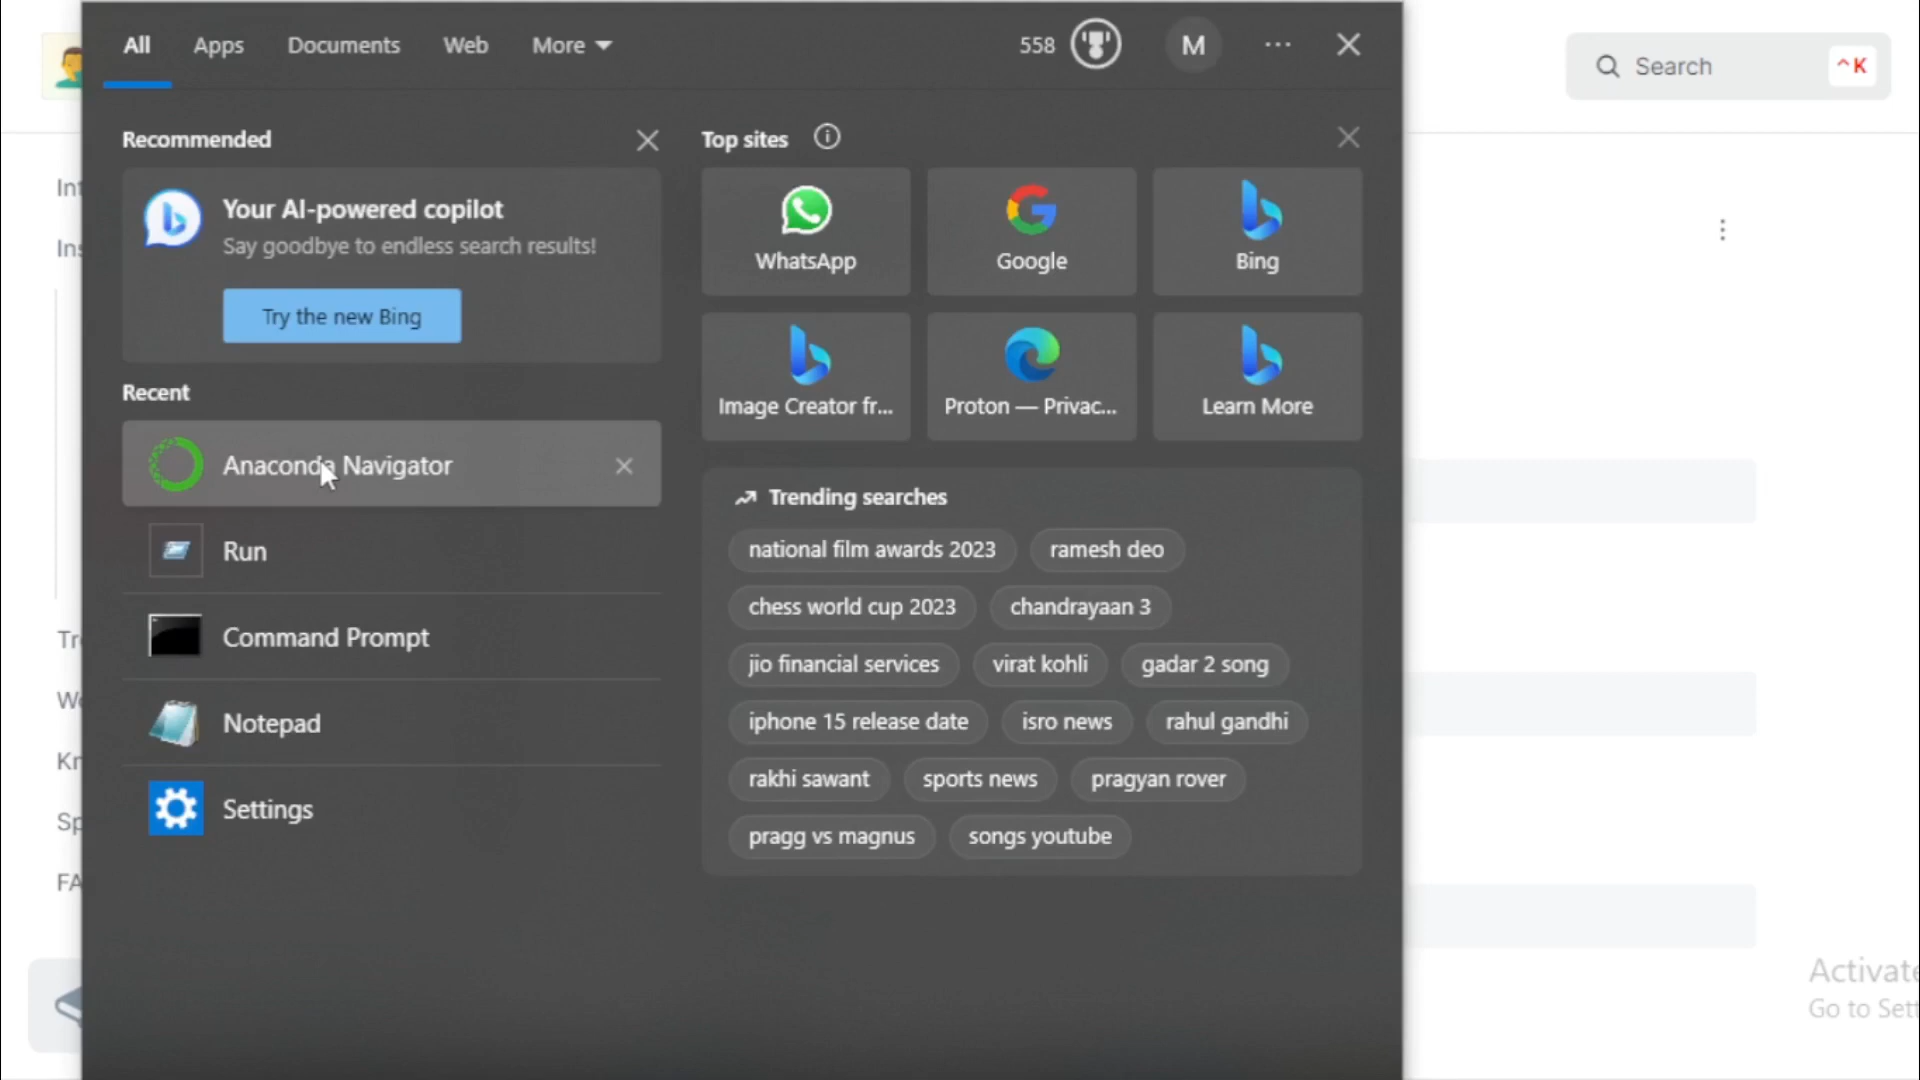 All Apps Documents Web More 558 M
Search ^K
Recommended
Your AI-powered copilot
Say goodbye to endless search results!
Try the new Bing
Recent
Anaconda Navigator
Run
Command Prompt
Notepad
Settings
Top sites
WhatsApp Google Bing
Image Creator fr... Proton — Privac... Learn More
Trending searches
national film awards 2023 ramesh deo
chess world cup 2023 chandrayaan 3
jio financial services virat kohli gadar 2 song
iphone 15 release date isro news rahul gandhi
rakhi sawant sports news pragyan rover
pragg vs magnus songs youtube
Activate
Go to Sett